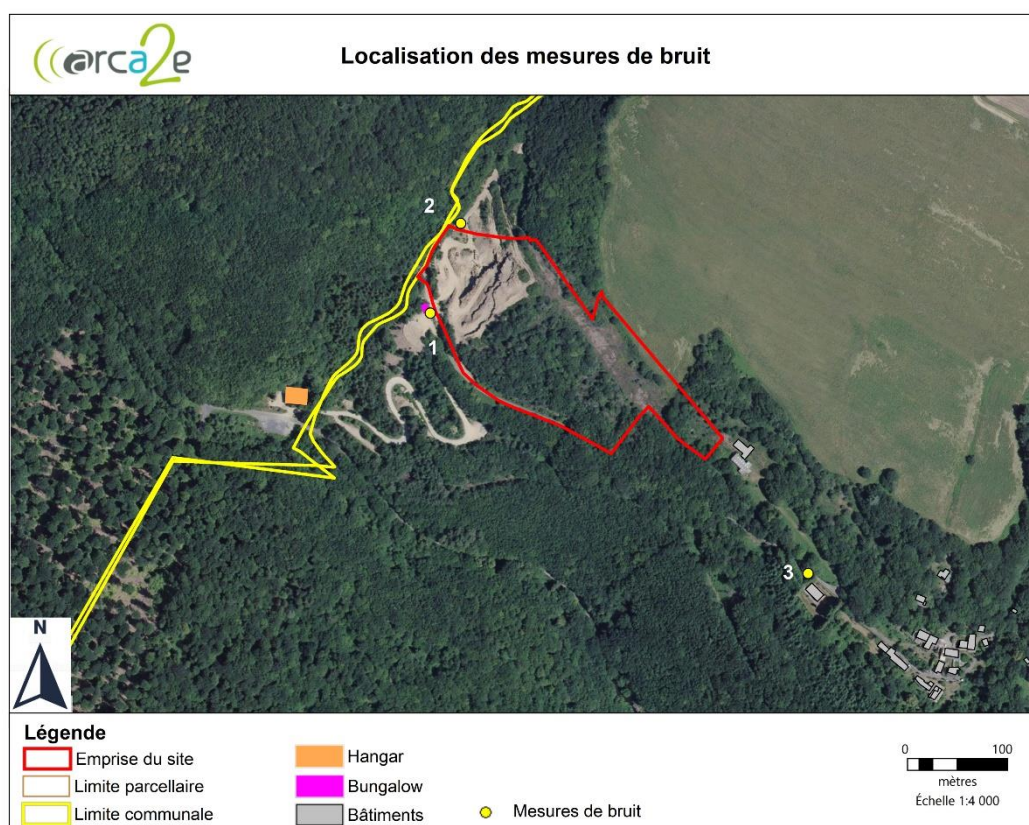 ((arca2e
Localisation des mesures de bruit
2
1
3
N
Légende
Emprise du site
Limite parcellaire
Limite communale
Hangar
Bungalow
Bâtiments
Mesures de bruit
0 100
mètres
Échelle 1:4 000